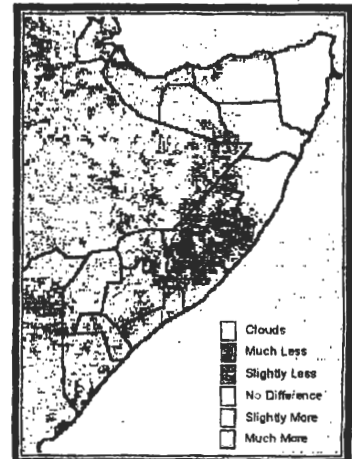 Clouds
Much Less
Slightly Less
No Difference
Slightly More
Much More